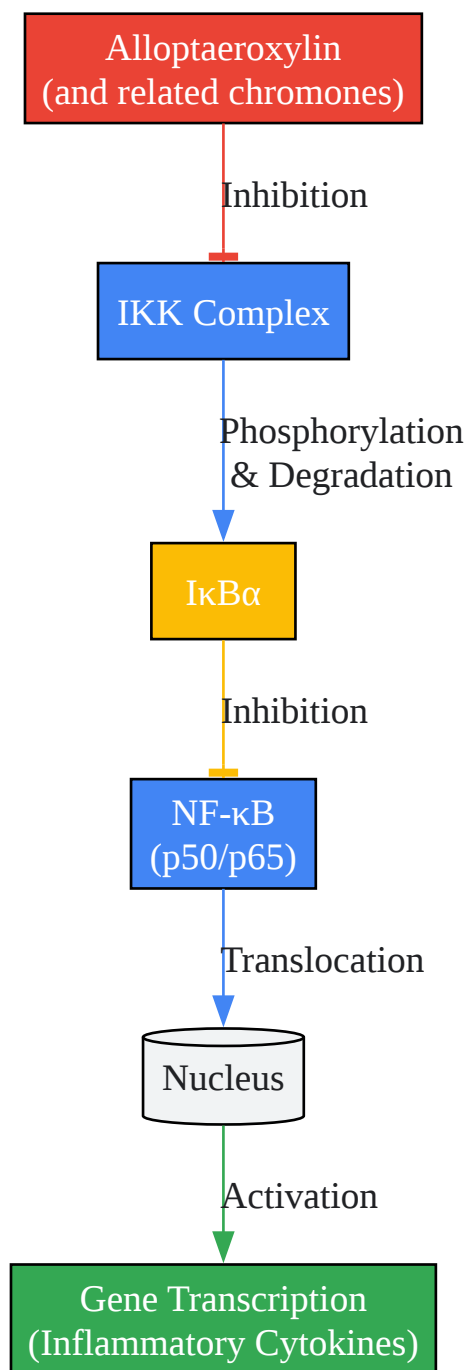 Alloptaeroxylin
(and related chromones)
Inhibition
IKK Complex
Phosphorylation
& Degradation
IκBα
Inhibition
NF-κB
(p50/p65)
Translocation
Nucleus
Activation
Gene Transcription
(Inflammatory Cytokines)